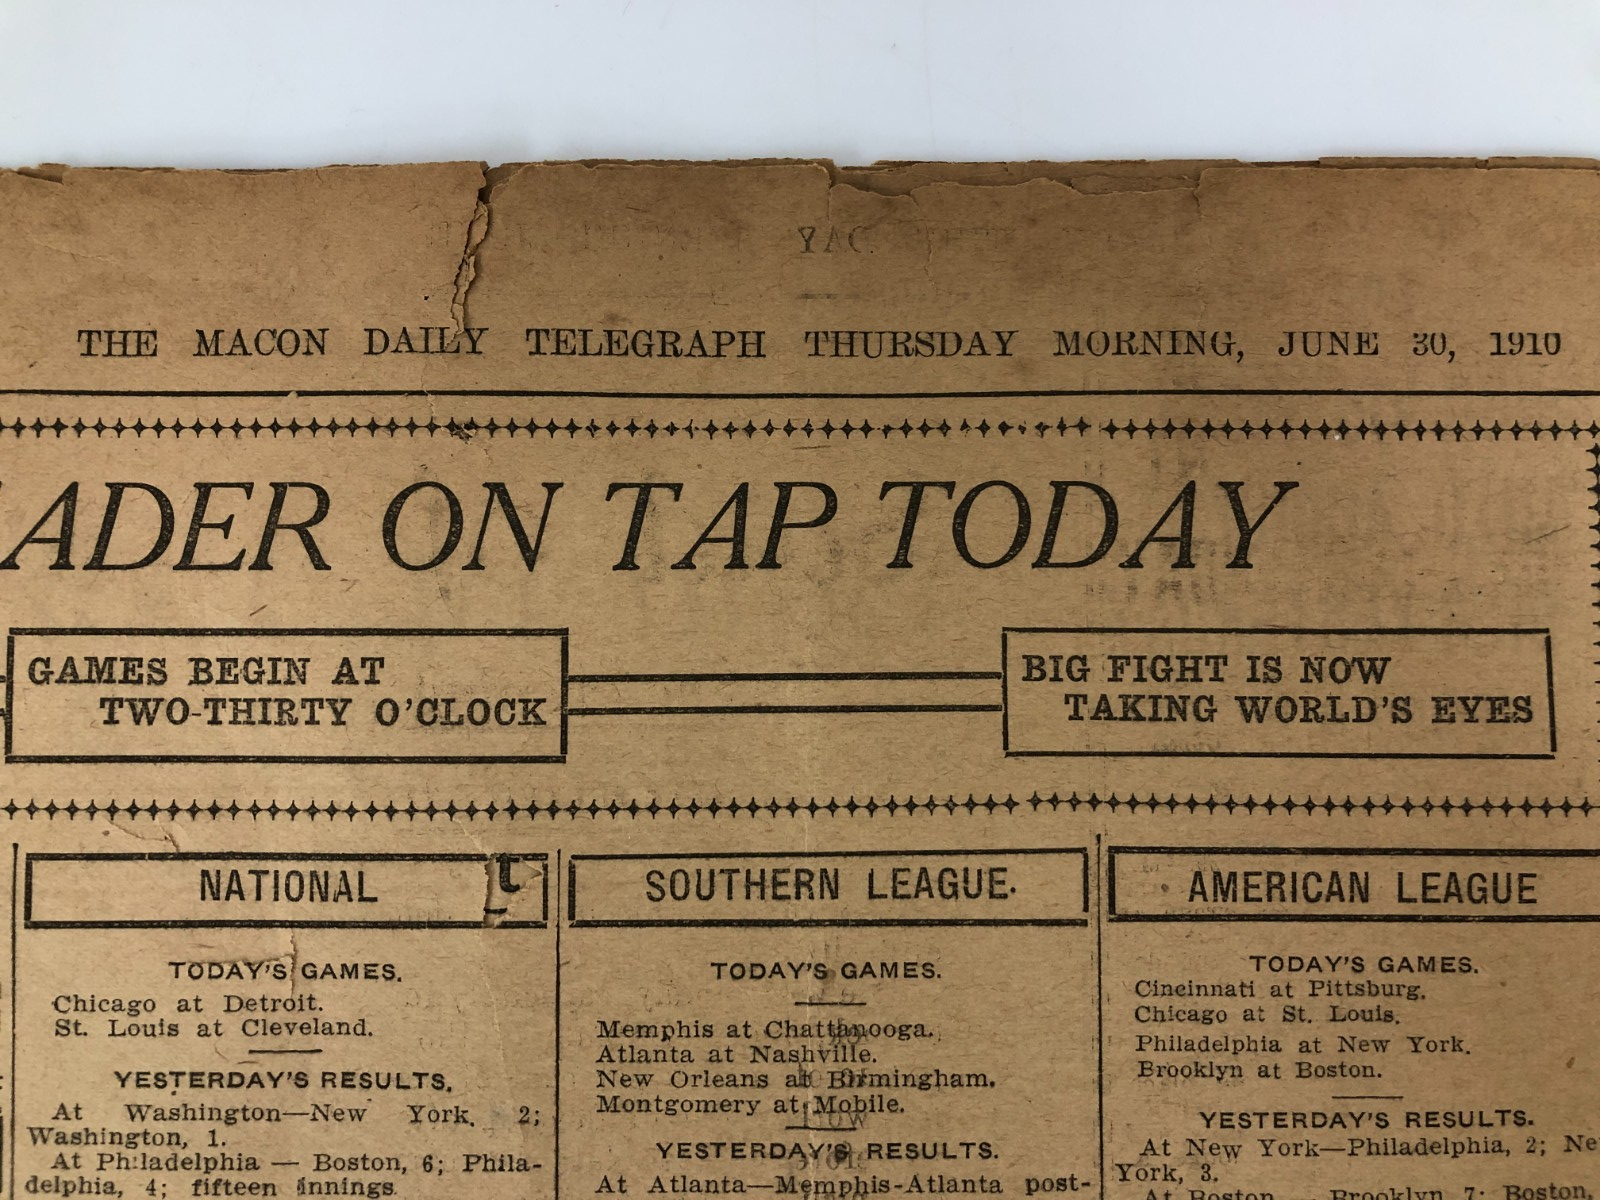 THE MACON DAILY TELEGRAPH THURSDAY MORNING, JUNE 30, 1910
ADER ON TAP TODAY
GAMES BEGIN AT
TWO-THIRTY O'CLOCK
BIG FIGHT IS NOW
TAKING WORLD'S EYES
NATIONAL
TODAY'S GAMES.
Chicago at Detroit.
St. Louis at Cleveland.
YESTERDAY'S RESULTS.
At Washington—New York, 2;
Washington, 1.
At Philadelphia — Boston, 6; Phila-
delphia, 4; fifteen innings.
SOUTHERN LEAGUE.
TODAY'S GAMES.
Memphis at Chattanooga.
Atlanta at Nashville.
New Orleans at Birmingham.
Montgomery at Mobile.
YESTERDAY'S RESULTS.
At Atlanta—Memphis-Atlanta post-
AMERICAN LEAGUE
TODAY'S GAMES.
Cincinnati at Pittsburg.
Chicago at St. Louis.
Philadelphia at New York.
Brooklyn at Boston.
YESTERDAY'S RESULTS.
At New York—Philadelphia, 2; Ne
York, 3.
At Boston — Brooklyn 7; Boston,